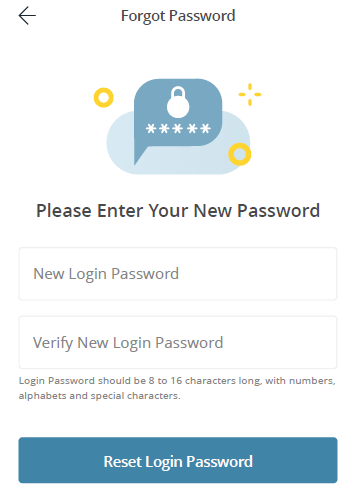 Forgot Password
*****
Please Enter Your New Password
New Login Password
Verify New Login Password
Login Password should be 8 to 16 characters long, with numbers,
alphabets and special characters.
Reset Login Password